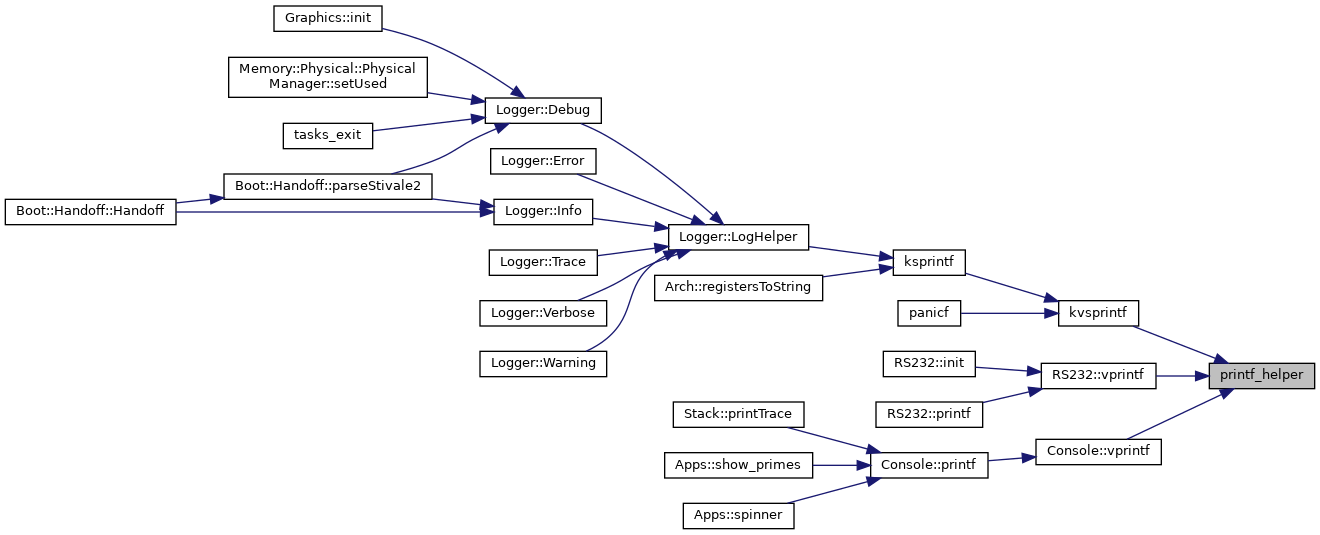 Graphics::init
Memory::Physical::Physical
Manager::setUsed
Logger::Debug
tasks_exit
Logger::Error
Boot::Handoff::parseStivale2
Boot::Handoff::Handoff
Logger::Info
Logger::LogHelper
Logger::Trace
ksprintf
Arch::registersToString
Logger::Verbose
panicf
kvsprintf
Logger::Warning
RS232::init
RS232::vprintf
printf_helper
Stack::printTrace
RS232::printf
Console::vprintf
Apps::show_primes
Console::printf
Apps::spinner